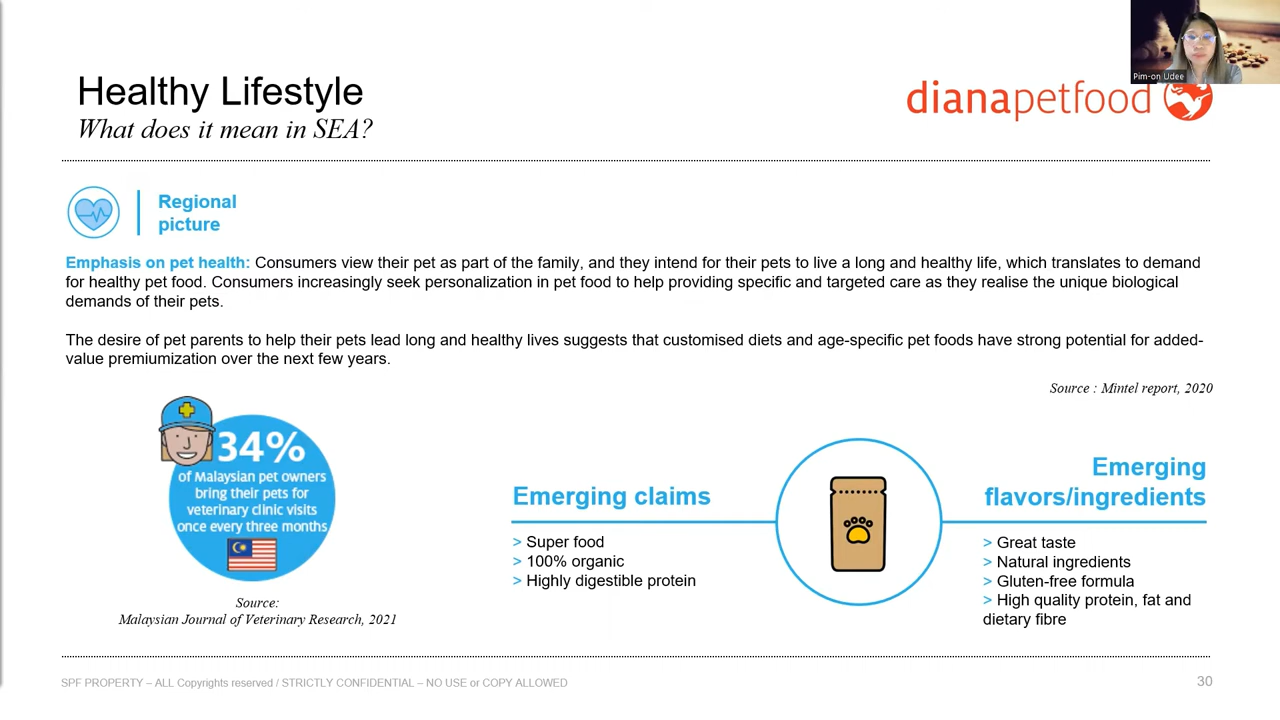 Pim-on Udee
Healthy Lifestyle
What does it mean in SEA?
dianapetfood
Regional
picture
Emphasis on pet health: Consumers view their pet as part of the family, and they intend for their pets to live a long and healthy life, which translates to demand
for healthy pet food. Consumers increasingly seek personalization in pet food to help providing specific and targeted care as they realise the unique biological
demands of their pets.
The desire of pet parents to help their pets lead long and healthy lives suggests that customised diets and age-specific pet foods have strong potential for added-
value premiumization over the next few years.
Source : Mintel report, 2020
34%
of Malaysian pet owners
bring their pets for
veterinary clinic visits
once every three months
Source:
Malaysian Journal of Veterinary Research, 2021
Emerging claims
> Super food
> 100% organic
> Highly digestible protein
Emerging
flavors/ingredients
> Great taste
> Natural ingredients
> Gluten-free formula
> High quality protein, fat and
dietary fibre
SPF PROPERTY – ALL Copyrights reserved / STRICTLY CONFIDENTIAL – NO USE or COPY ALLOWED
30